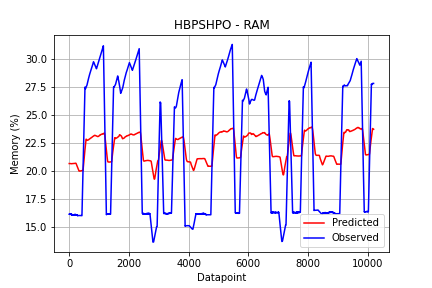 HBPSHPO - RAM
Memory (%)
30.0
27.5
25.0
22.5
20.0
17.5
15.0
0 2000 4000 6000 8000 10000
Datapoint
Predicted
Observed